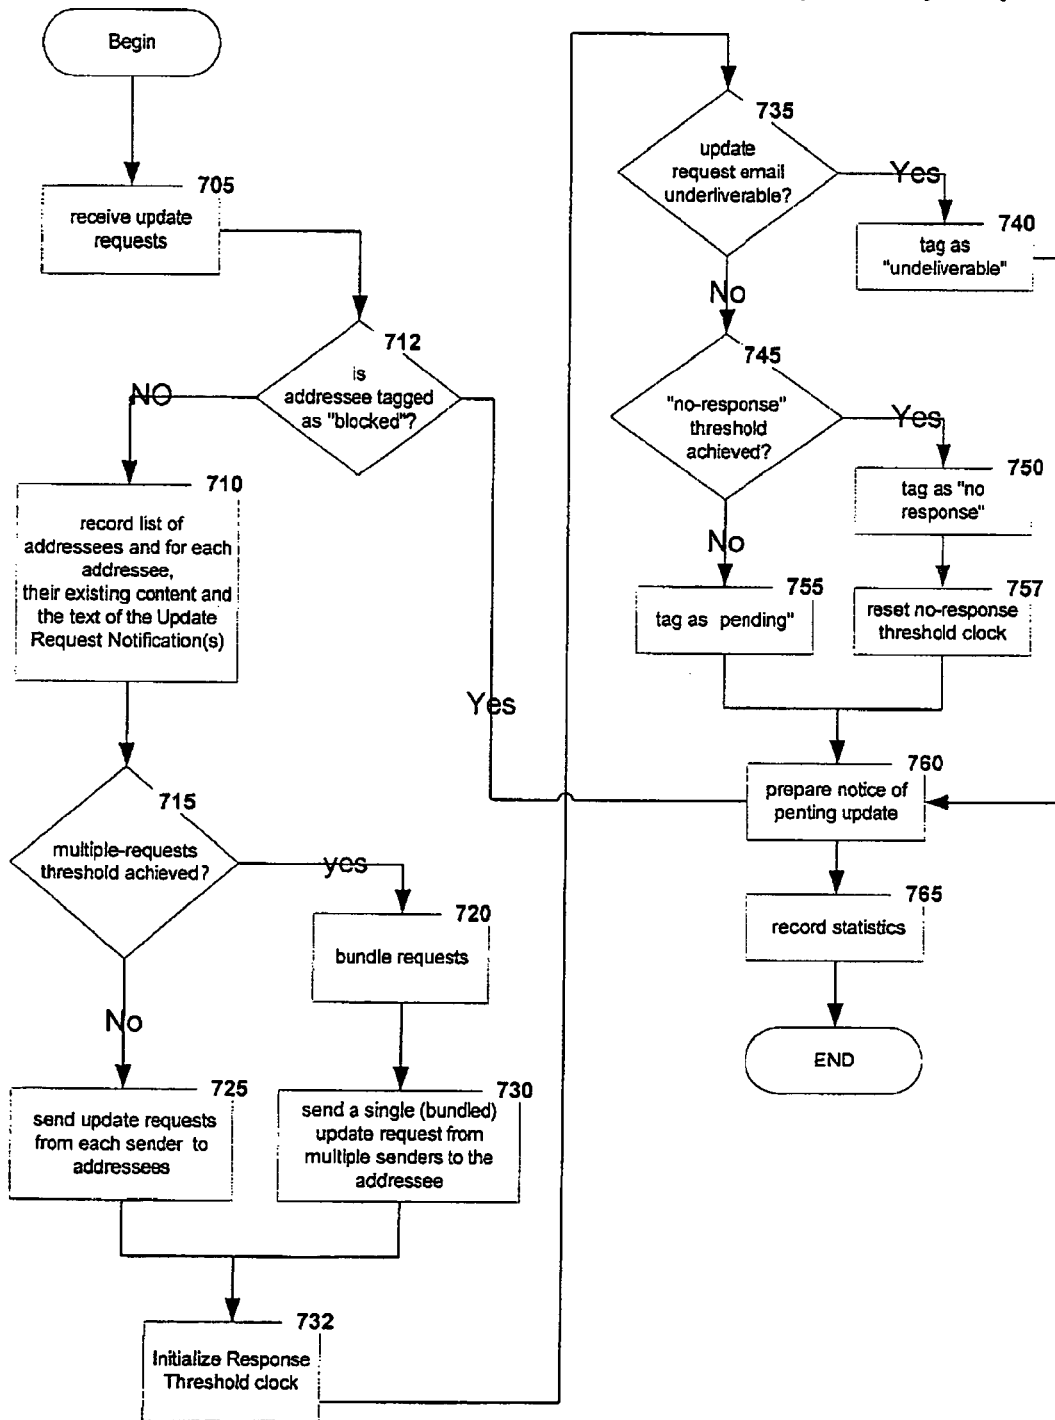 Begin
705
receive update
requests
712
is
addressee tagged
as "blocked"?
NO
Yes
710
record list of
addressees and for each
addressee,
their existing content and
the text of the Update
Request Notification(s)
715
multiple-requests
threshold achieved?
yes
No
720
bundle requests
725
send update requests
from each sender to
addressees
730
send a single (bundled)
update request from
multiple senders to the
addressee
732
Initialize Response
Threshold clock
735
update
request email
underliverable?
Yes
No
740
tag as
"undeliverable"
745
"no-response"
threshold
achieved?
Yes
No
750
tag as "no
response"
755
tag as pending"
757
reset no-response
threshold clock
760
prepare notice of
penting update
765
record statistics
END